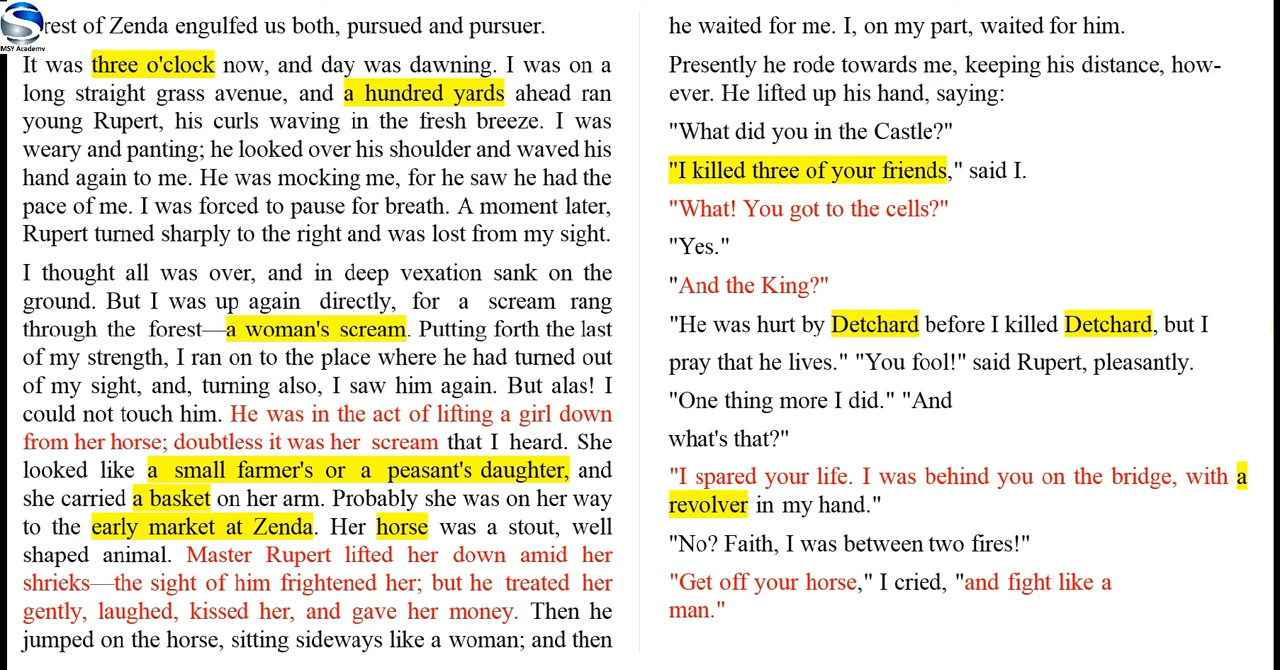 MSY Academy
rest of Zenda engulfed us both, pursued and pursuer.
It was three o'clock now, and day was dawning. I was on a
long straight grass avenue, and a hundred yards ahead ran
young Rupert, his curls waving in the fresh breeze. I was
weary and panting; he looked over his shoulder and waved his
hand again to me. He was mocking me, for he saw he had the
pace of me. I was forced to pause for breath. A moment later,
Rupert turned sharply to the right and was lost from my sight.
I thought all was over, and in deep vexation sank on the
ground. But I was up again directly, for a scream rang
through the forest—a woman's scream. Putting forth the last
of my strength, I ran on to the place where he had turned out
of my sight, and, turning also, I saw him again. But alas! I
could not touch him. He was in the act of lifting a girl down
from her horse; doubtless it was her scream that I heard. She
looked like a small farmer's or a peasant's daughter, and
she carried a basket on her arm. Probably she was on her way
to the early market at Zenda. Her horse was a stout, well
shaped animal. Master Rupert lifted her down amid her
shrieks—the sight of him frightened her; but he treated her
gently, laughed, kissed her, and gave her money. Then he
jumped on the horse, sitting sideways like a woman; and then
he waited for me. I, on my part, waited for him.
Presently he rode towards me, keeping his distance, how-
ever. He lifted up his hand, saying:
"What did you in the Castle?"
"I killed three of your friends," said I.
"What! You got to the cells?"
"Yes."
"And the King?"
"He was hurt by Detchard before I killed Detchard, but I
pray that he lives." "You fool!" said Rupert, pleasantly.
"One thing more I did." "And
what's that?"
"I spared your life. I was behind you on the bridge, with a
revolver in my hand."
"No? Faith, I was between two fires!"
"Get off your horse," I cried, "and fight like a
man."